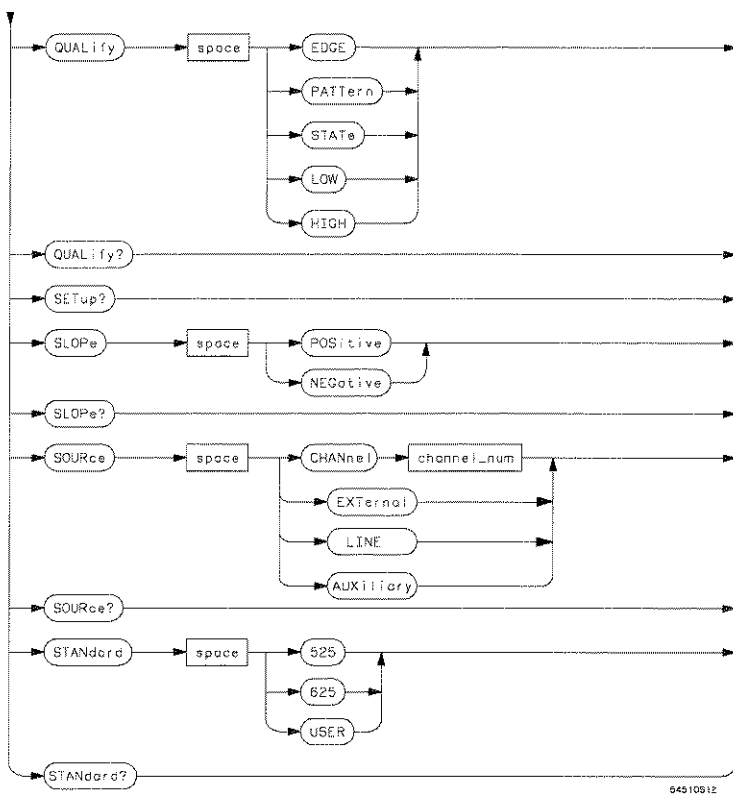 QUALify space EDGE
PATTern
STATe
LOW
HIGH
QUALify?
SETup?
SLOPe space POSitive
NEGative
SLOPe?
SOURce space CHANnel channel_num
EXTernal
LINE
AUXiliary
SOURce?
STANdard space 525
625
USER
STANdard?
54510S12